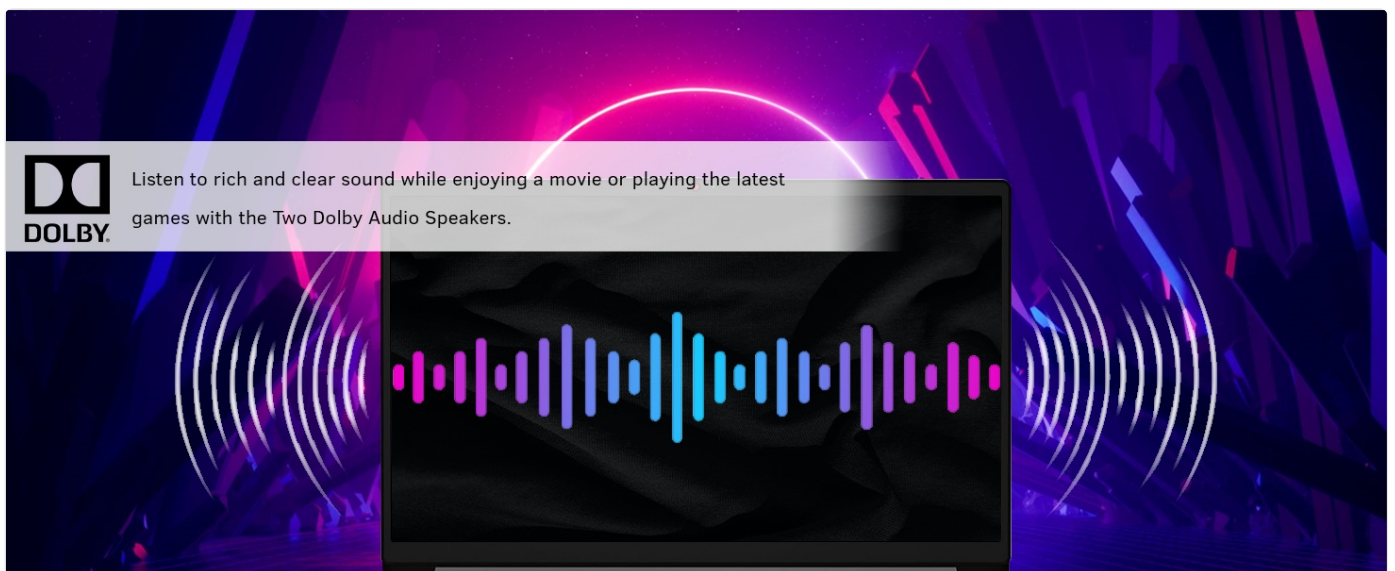 Listen to rich and clear sound while enjoying a movie or playing the latest
games with the Two Dolby Audio Speakers.
DOLBY